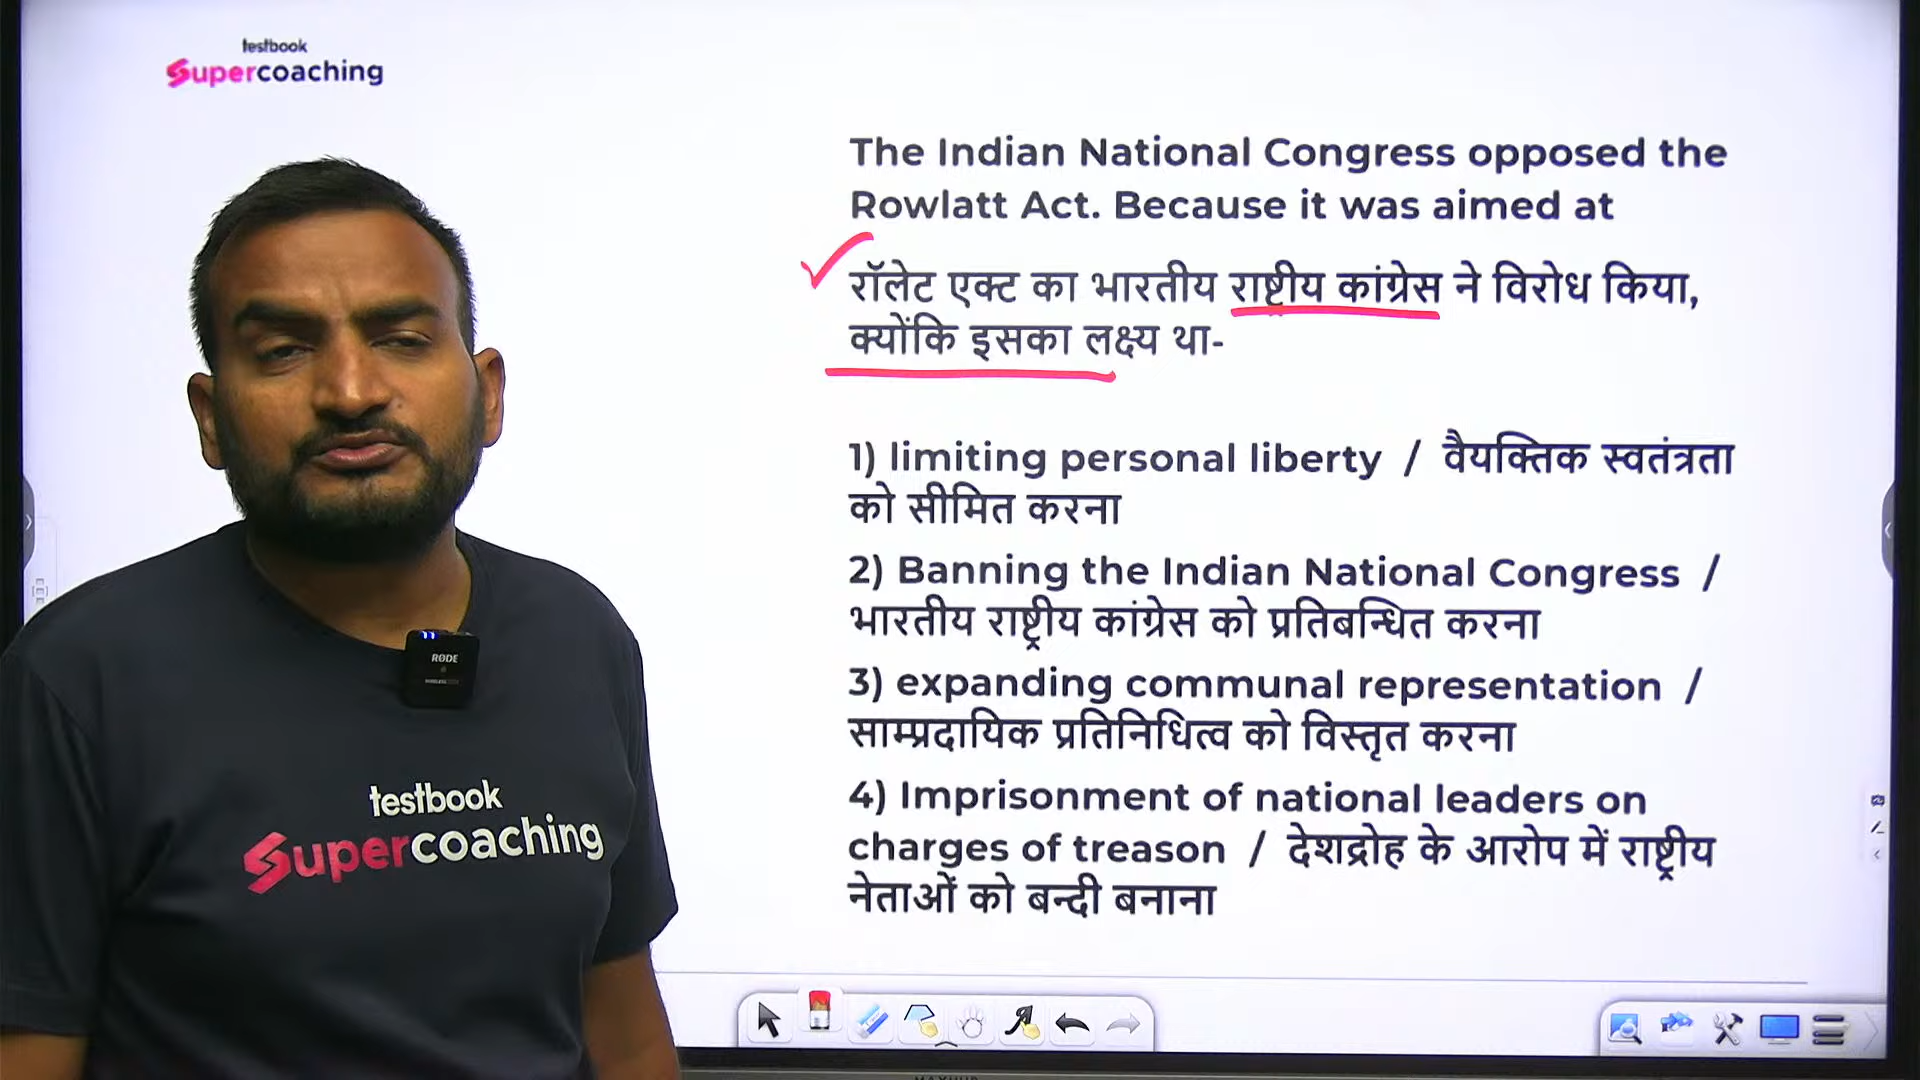 testbook
Supercoaching
The Indian National Congress opposed the
Rowlatt Act. Because it was aimed at
रॉलेट एक्ट का भारतीय राष्ट्रीय कांग्रेस ने विरोध किया,
क्योंकि इसका लक्ष्य था-
1) limiting personal liberty / वैयक्तिक स्वतंत्रता
को सीमित करना
2) Banning the Indian National Congress /
भारतीय राष्ट्रीय कांग्रेस को प्रतिबन्धित करना
3) expanding communal representation /
साम्प्रदायिक प्रतिनिधित्व को विस्तृत करना
4) Imprisonment of national leaders on
charges of treason / देशद्रोह के आरोप में राष्ट्रीय
नेताओं को बन्दी बनाना
RØDE
testbook
Supercoaching